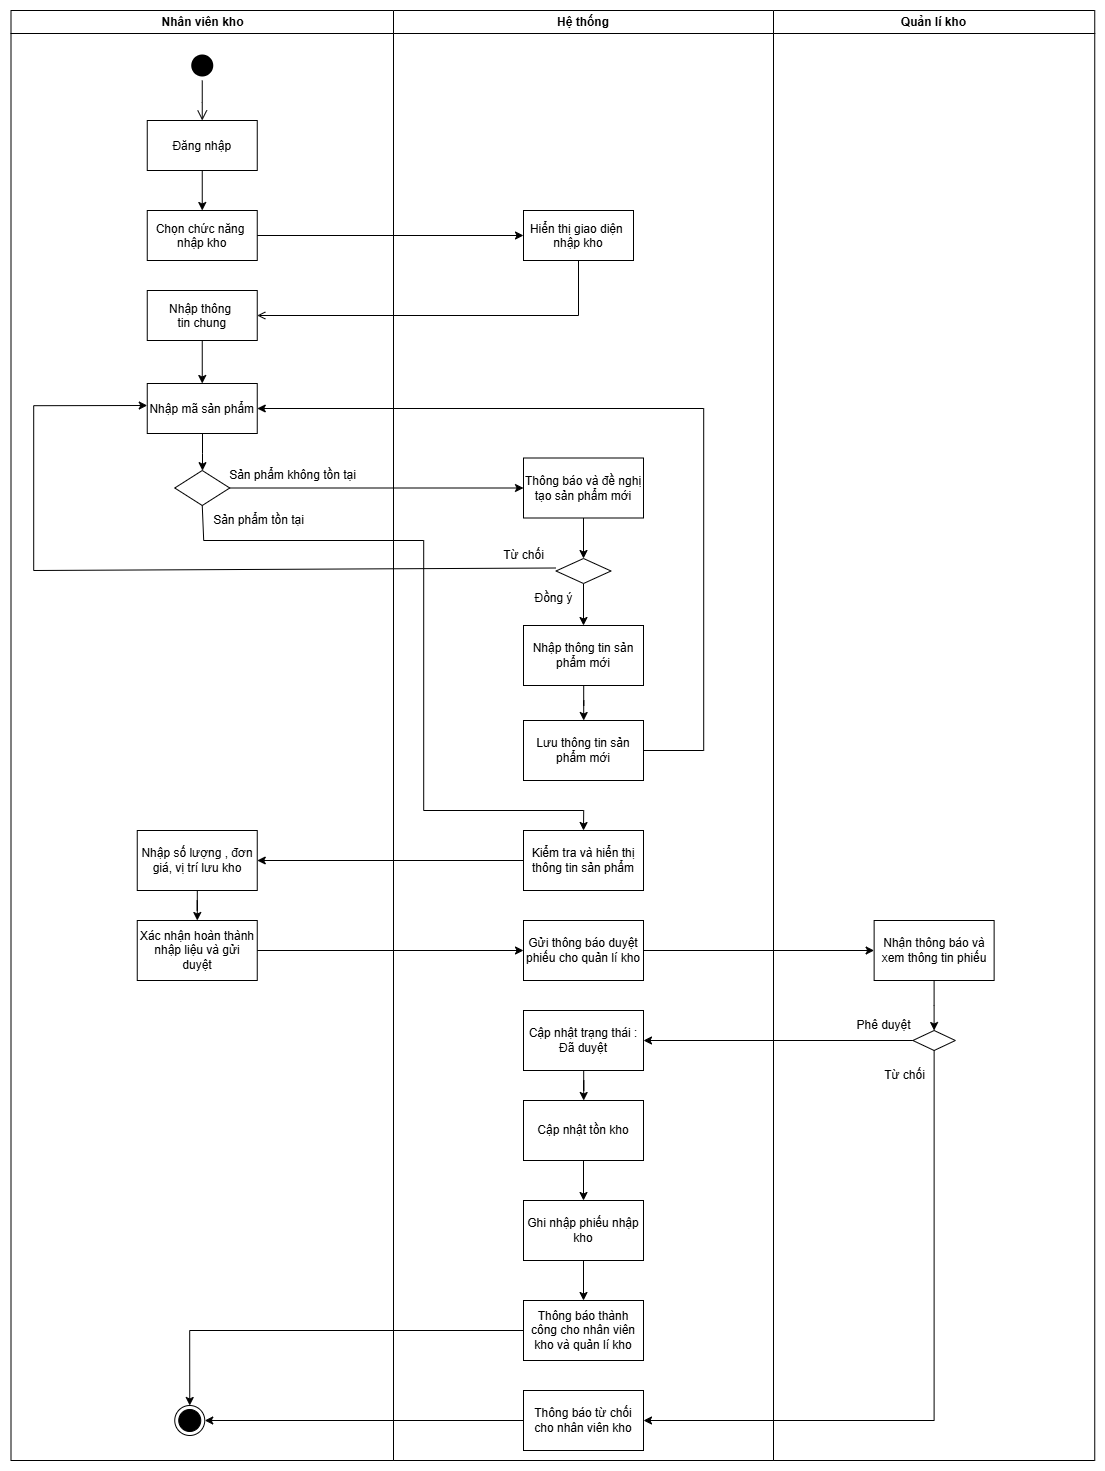 Nhân viên kho
Hệ thống
Quản lí kho
Đăng nhập
Chọn chức năng
nhập kho
Hiển thị giao diện
nhập kho
Nhập thông
tin chung
Nhập mã sản phẩm
Sản phẩm không tồn tại
Thông báo và đề nghị
tạo sản phẩm mới
Sản phẩm tồn tại
Từ chối
Đồng ý
Nhập thông tin sản
phẩm mới
Lưu thông tin sản
phẩm mới
Kiểm tra và hiển thị
thông tin sản phẩm
Nhập số lượng , đơn
giá, vị trí lưu kho
Xác nhận hoàn thành
nhập liệu và gửi
duyệt
Gửi thông báo duyệt
phiếu cho quản lí kho
Nhận thông báo và
xem thông tin phiếu
Phê duyệt
Từ chối
Cập nhật trạng thái :
Đã duyệt
Cập nhật tồn kho
Ghi nhập phiếu nhập
kho
Thông báo thành
công cho nhân viên
kho và quản lí kho
Thông báo từ chối
cho nhân viên kho